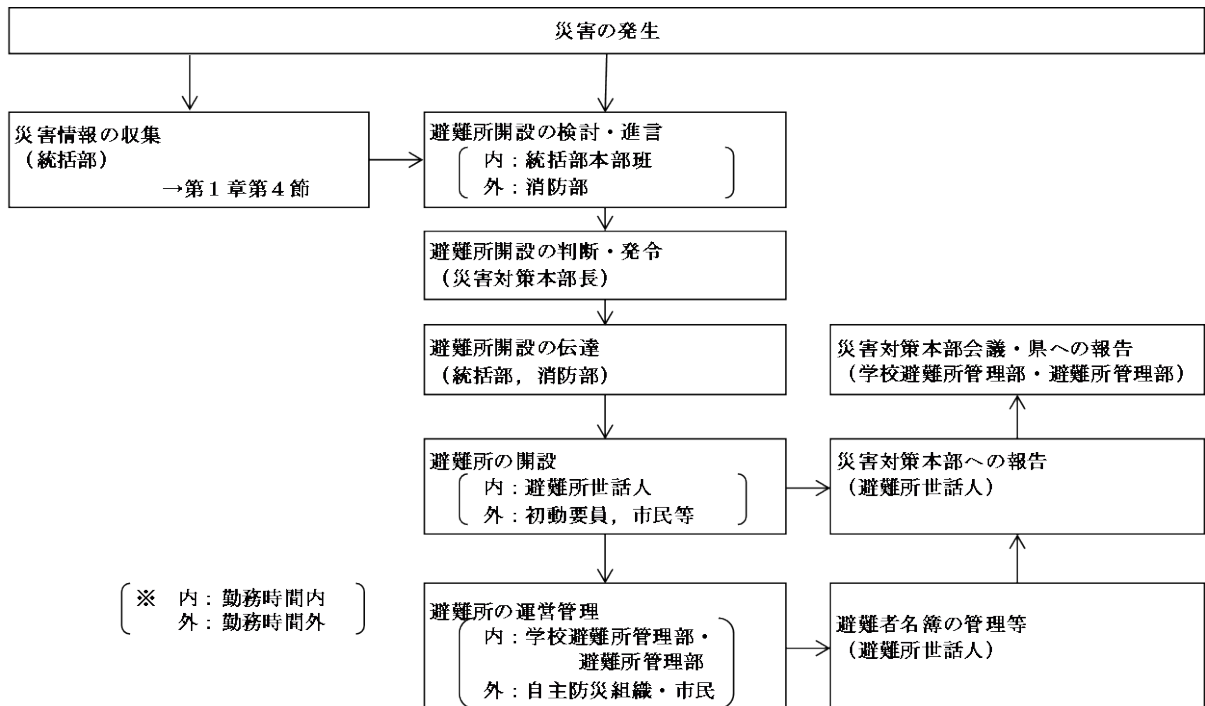 災害の発生
災害情報の収集
（統括部）
→第１章第４節
避難所開設の検討・進言
内：統括部本部班
外：消防部
避難所開設の判断・発令
（災害対策本部長）
避難所開設の伝達
（統括部，消防部）
災害対策本部会議・県への報告
（学校避難所管理部・避難所管理部）
避難所の開設
内：避難所世話人
外：初動要員，市民等
災害対策本部への報告
（避難所世話人）
※　内：勤務時間内
外：勤務時間外
避難所の運営管理
内：学校避難所管理部・
避難所管理部
外：自主防災組織・市民
避難者名簿の管理等
（避難所世話人）